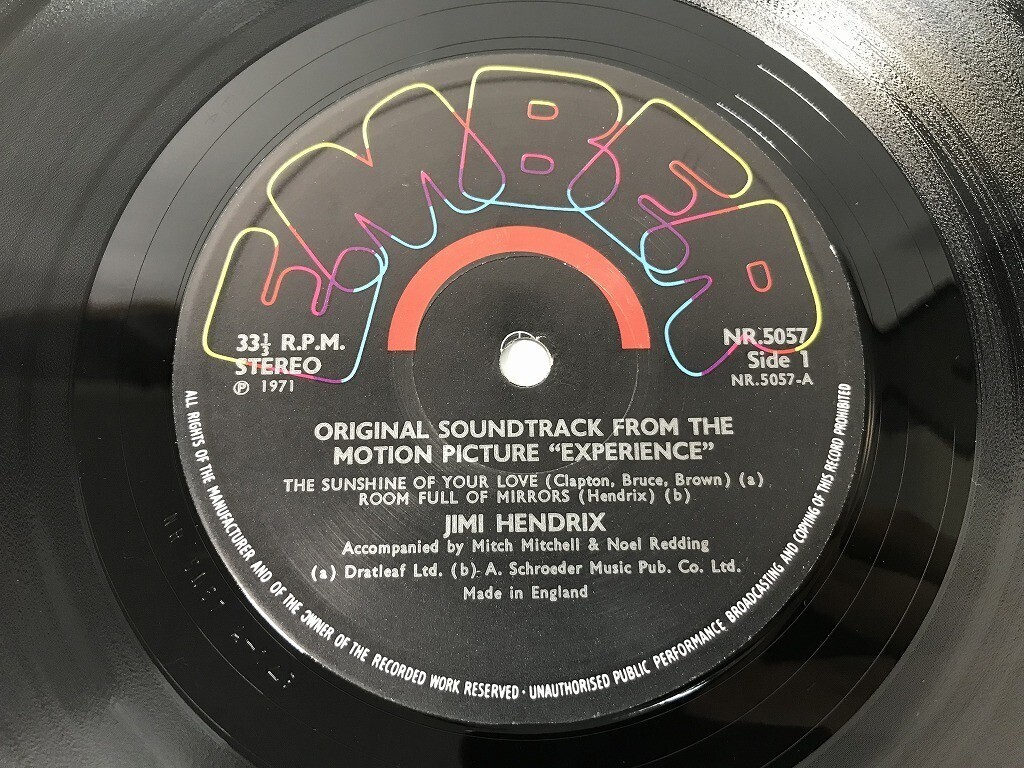 EMBER
33⅓ R.P.M.
STEREO
Ⓟ 1971
NR.5057
Side 1
NR.5057-A
ORIGINAL SOUNDTRACK FROM THE
MOTION PICTURE “EXPERIENCE”
THE SUNSHINE OF YOUR LOVE (Clapton, Bruce, Brown) (a)
ROOM FULL OF MIRRORS (Hendrix) (b)
JIMI HENDRIX
Accompanied by Mitch Mitchell & Noel Redding
(a) Dratleaf Ltd. (b) A. Schroeder Music Pub. Co. Ltd.
Made in England
ALL RIGHTS OF THE MANUFACTURER AND OF THE OWNER OF THE RECORDED WORK RESERVED · UNAUTHORISED PUBLIC PERFORMANCE BROADCASTING AND COPYING OF THIS RECORD PROHIBITED